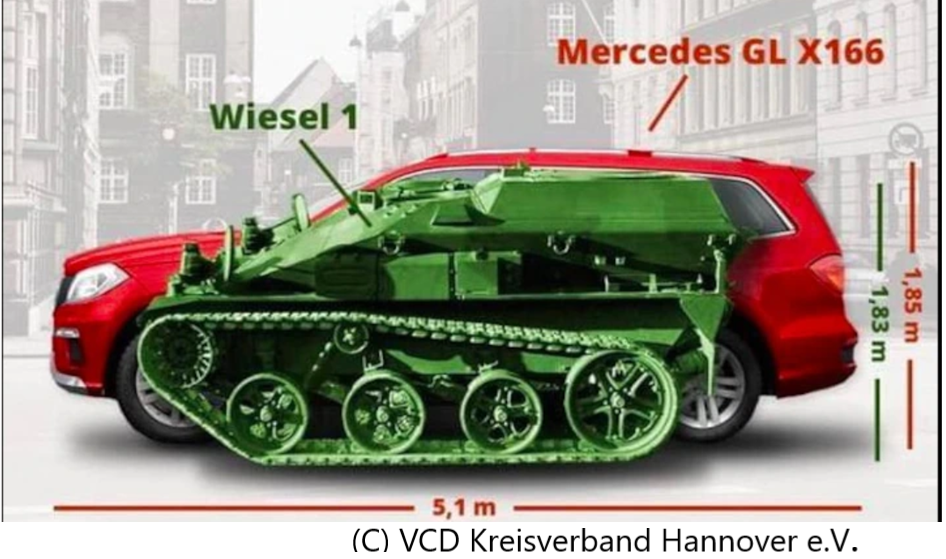 Mercedes GL X166
Wiesel 1
1,83 m
1,85 m
5,1 m
(C) VCD Kreisverband Hannover e.V.